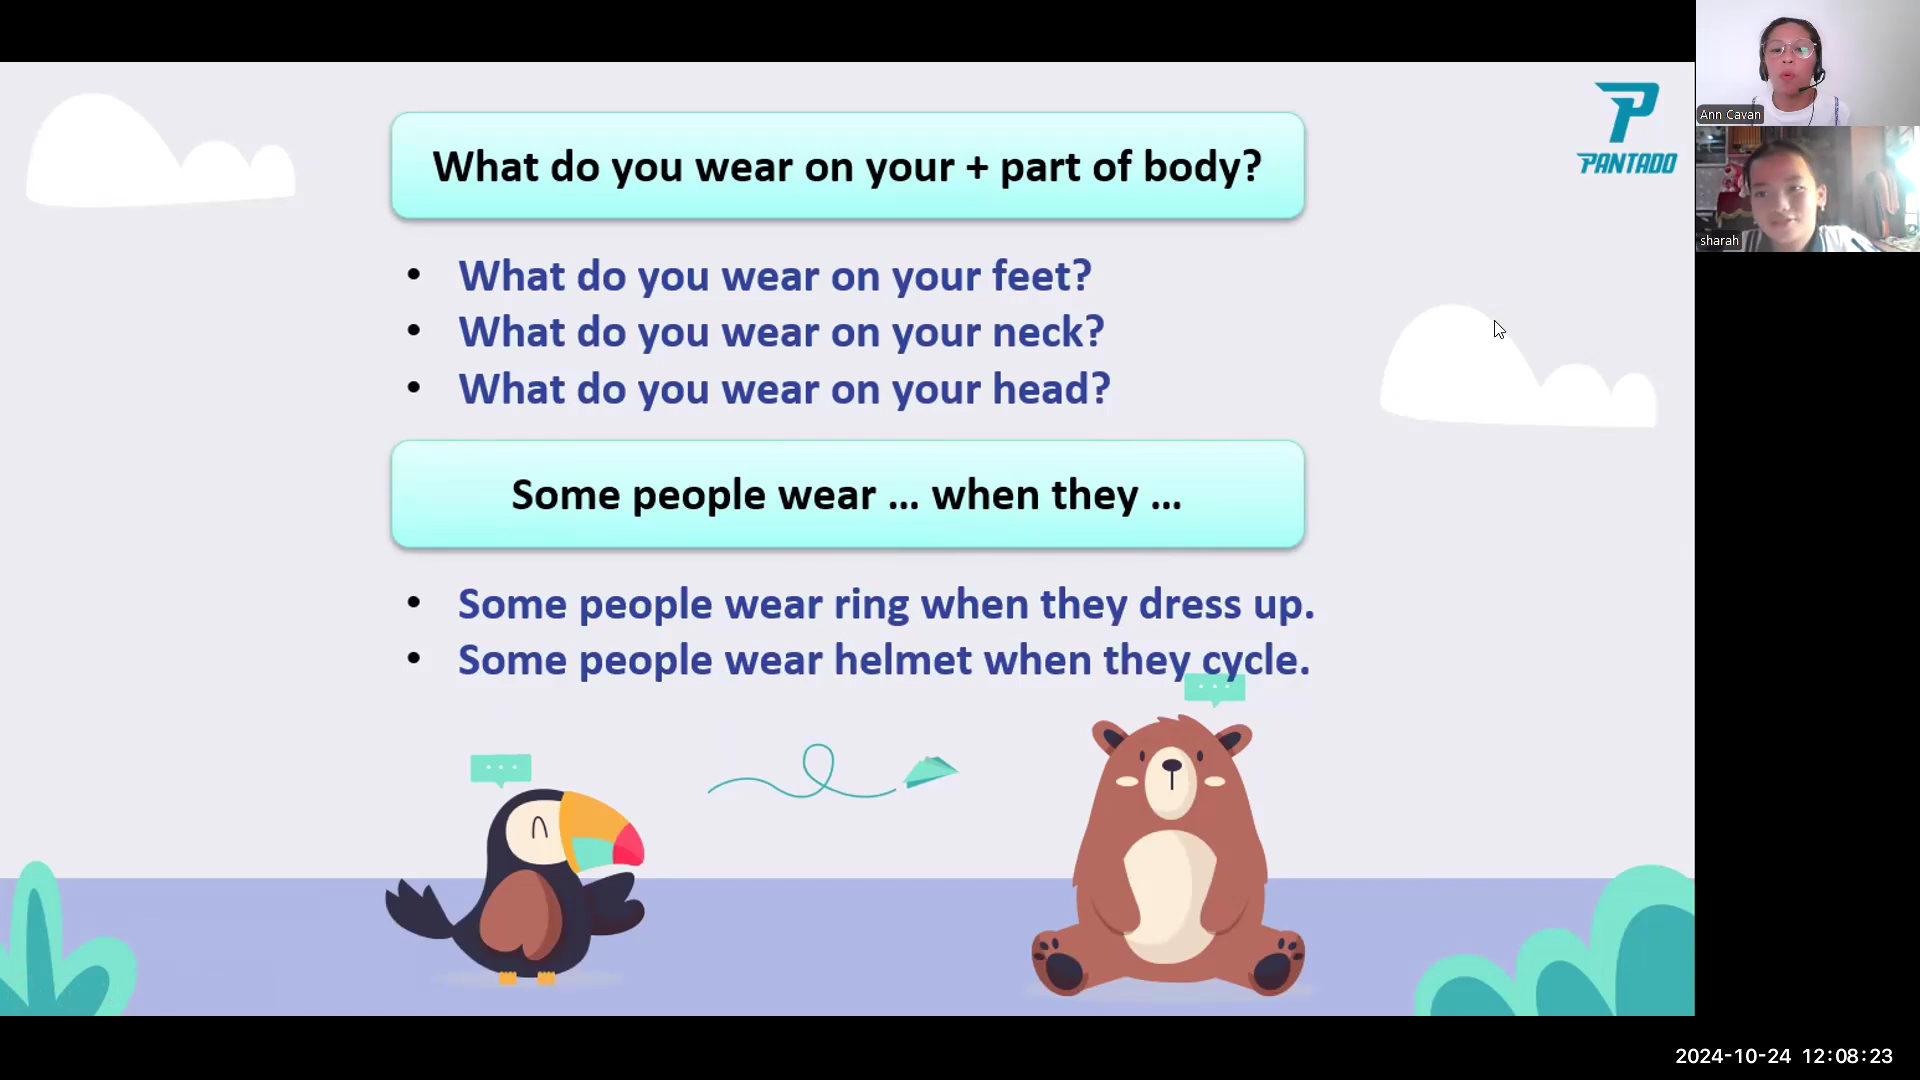 What do you wear on your + part of body?
PANTADO
Ann Cavan
sharah
• What do you wear on your feet?
• What do you wear on your neck?
• What do you wear on your head?
Some people wear ... when they ...
• Some people wear ring when they dress up.
• Some people wear helmet when they cycle.
2024-10-24 12:08:23